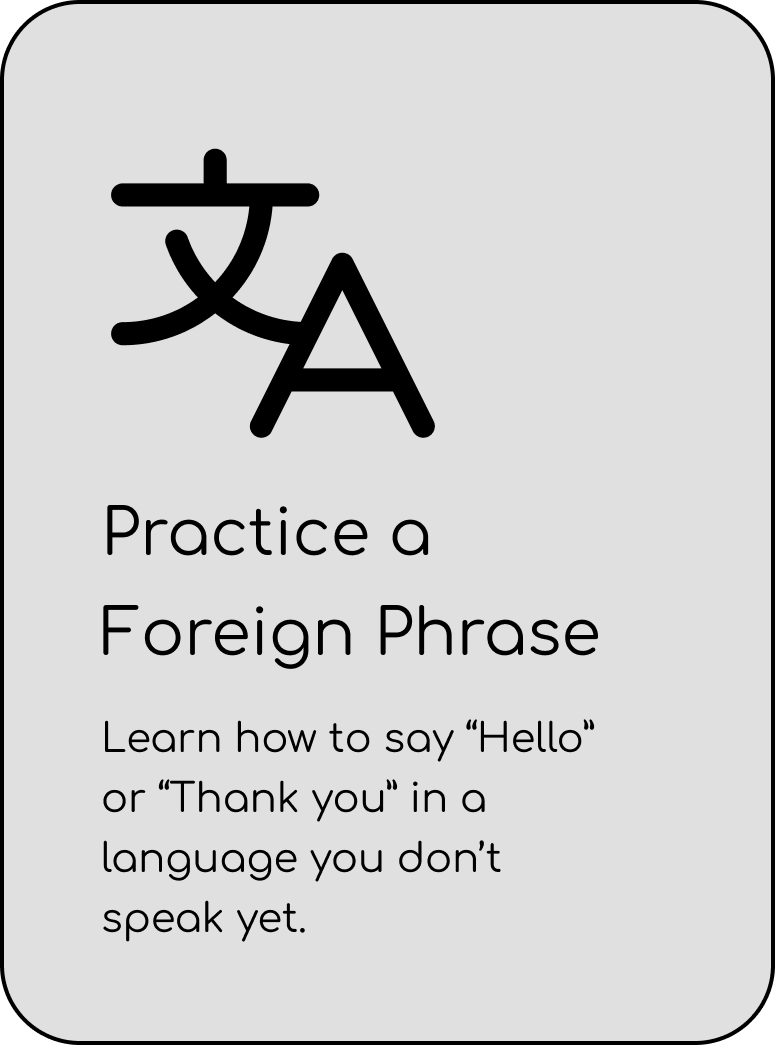 文A
Practice a
Foreign Phrase
Learn how to say “Hello”
or “Thank you” in a
language you don’t
speak yet.